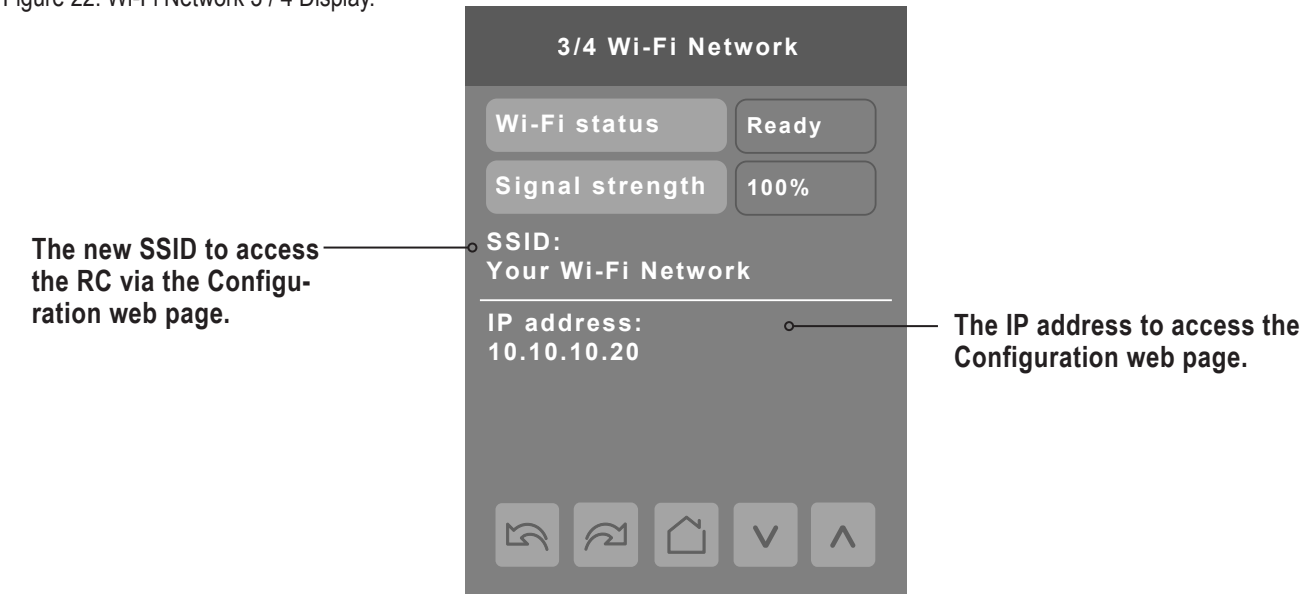 Figure 22. Wi-Fi Network 3 / 4 Display.
3/4 Wi-Fi Network
Wi-Fi status
Ready
Signal strength
100%
The new SSID to access
the RC via the Configu-
ration web page.
SSID:
Your Wi-Fi Network
IP address:
10.10.10.20
The IP address to access the
Configuration web page.